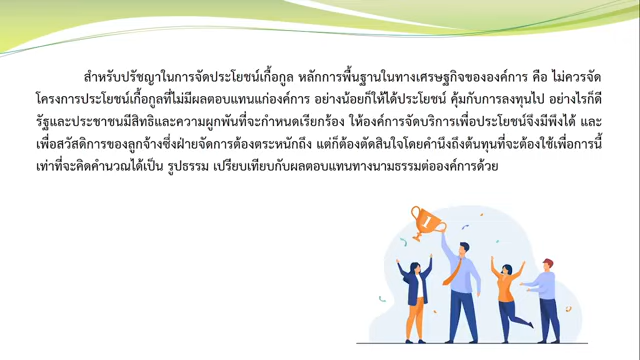 สำหรับปรัชญาในการจัดประโยชน์เกื้อกูล หลักการพื้นฐานในทางเศรษฐกิจขององค์การ คือ ไม่ควรจัด
โครงการประโยชน์เกื้อกูลที่ไม่มีผลตอบแทนแก่องค์การ อย่างน้อยก็ให้ได้ประโยชน์ คุ้มกับการลงทุนไป อย่างไรก็ดี
รัฐและประชาชนมีสิทธิและความผูกพันที่จะกำหนดเรียกร้อง ให้องค์การจัดบริการเพื่อประโยชน์จึงมีพึงได้ และ
เพื่อสวัสดิการของลูกจ้างซึ่งฝ่ายจัดการต้องตระหนักถึง แต่ก็ต้องตัดสินใจโดยคำนึงถึงต้นทุนที่จะต้องใช้เพื่อการนี้
เท่าที่จะคิดคำนวณได้เป็น รูปธรรม เปรียบเทียบกับผลตอบแทนทางนามธรรมต่อองค์การด้วย
1